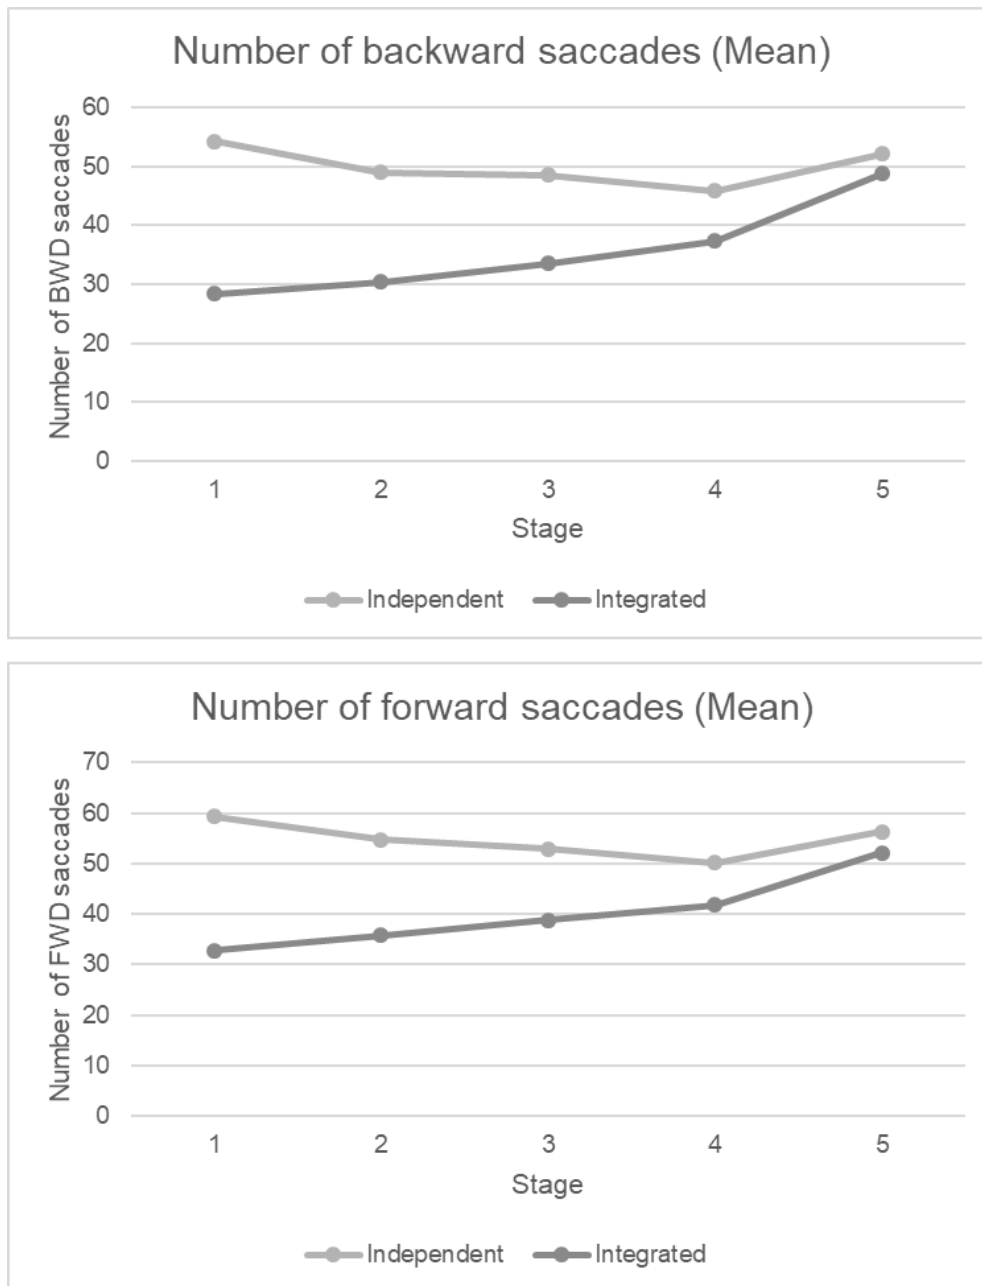 Number of backward saccades (Mean)
Number of BWD saccades
60
50
40
30
20
10
0
1 2 3 4 5
Stage
Independent Integrated
Number of forward saccades (Mean)
Number of FWD saccades
70
60
50
40
30
20
10
0
1 2 3 4 5
Stage
Independent Integrated